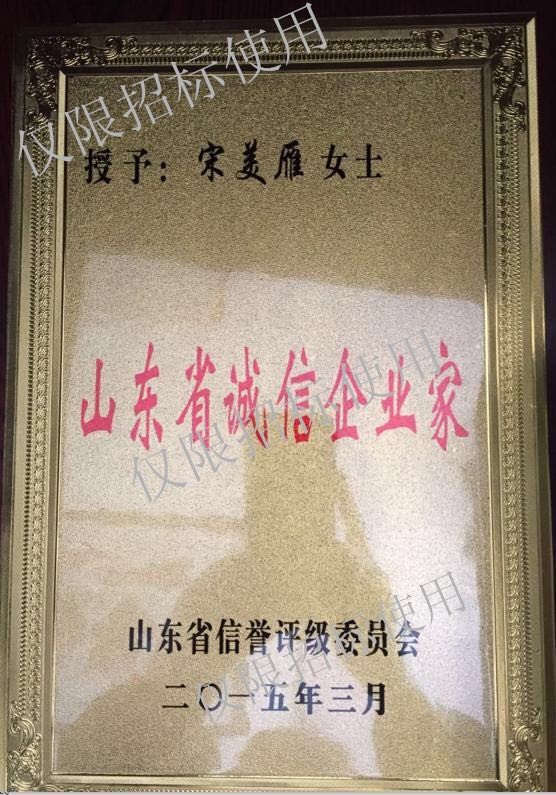 仅限招标使用
授予：宋美雁 女士
山东省诚信企业家
仅限招标使用
山东省信誉评级委员会
仅限招标使用
二〇一五年三月